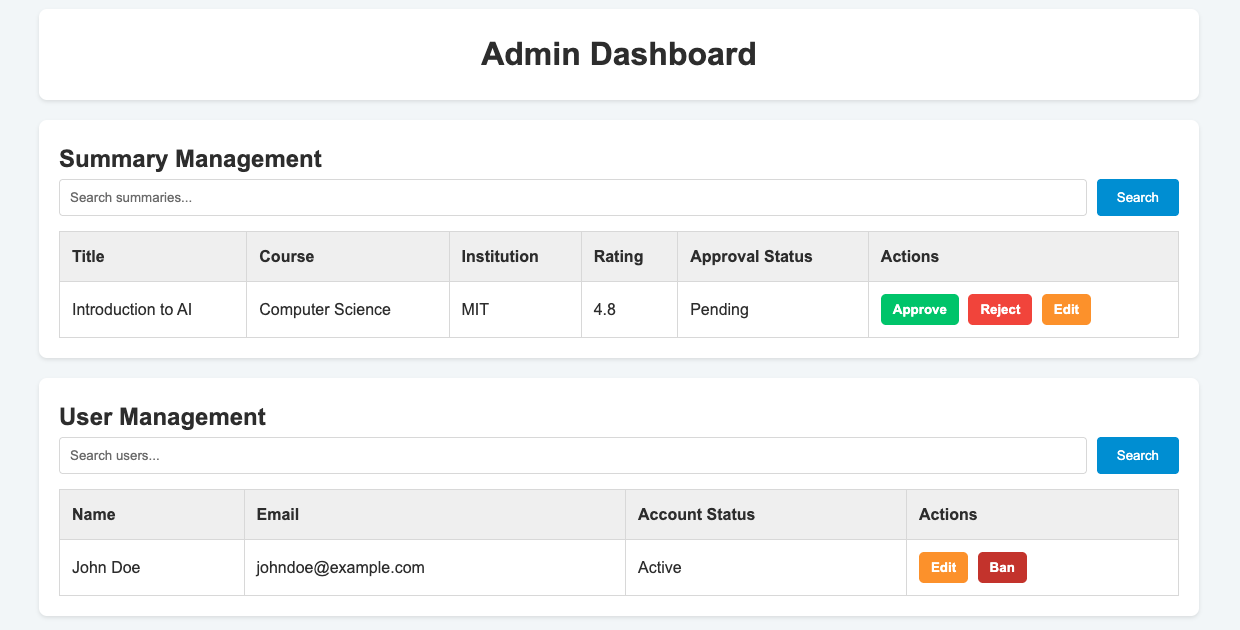 Admin Dashboard
Summary Management
Search summaries... Search
Title Course Institution Rating Approval Status Actions
Introduction to AI Computer Science MIT 4.8 Pending Approve Reject Edit
User Management
Search users... Search
Name Email Account Status Actions
John Doe johndoe@example.com Active Edit Ban